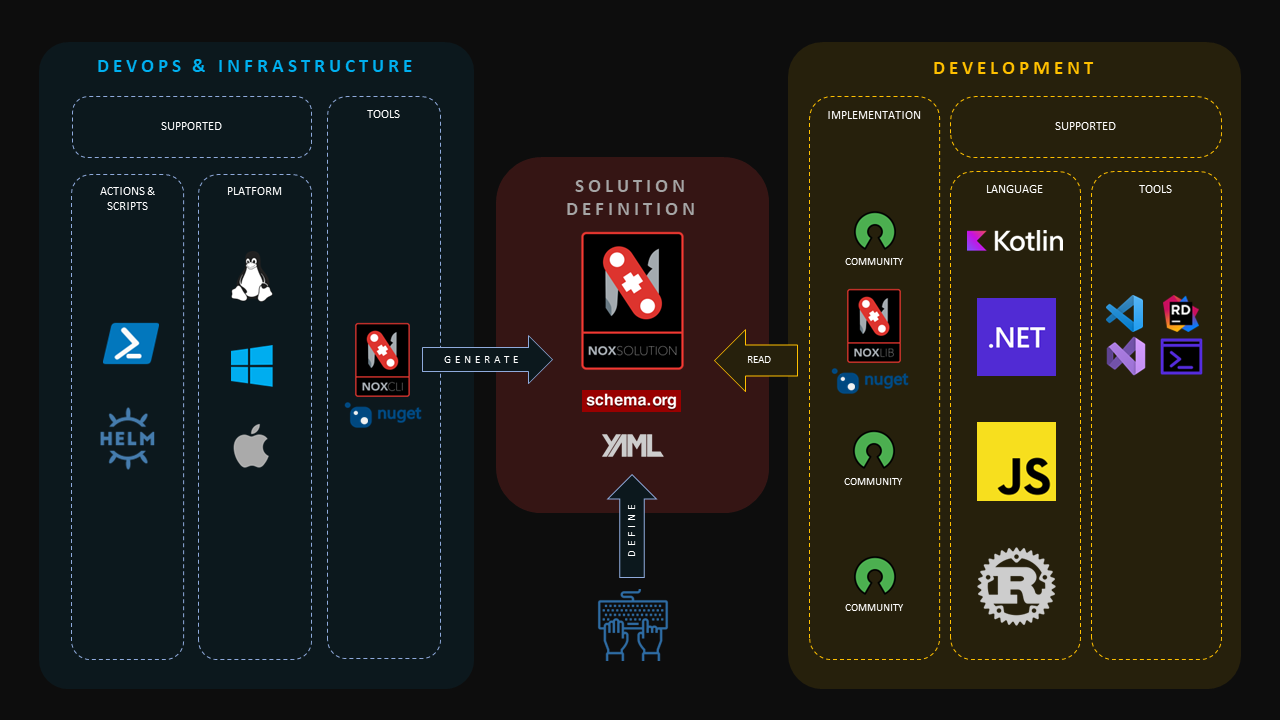 DEVOPS & INFRASTRUCTURE
SUPPORTED
TOOLS
ACTIONS &
SCRIPTS
PLATFORM
HELM
NOXCLI
nuget
GENERATE
SOLUTION
DEFINITION
NOXSOLUTION
schema.org
YAML
DEFINE
READ
DEVELOPMENT
IMPLEMENTATION
SUPPORTED
LANGUAGE
TOOLS
COMMUNITY
NOXLIB
nuget
COMMUNITY
COMMUNITY
Kotlin
.NET
JS
R
RD